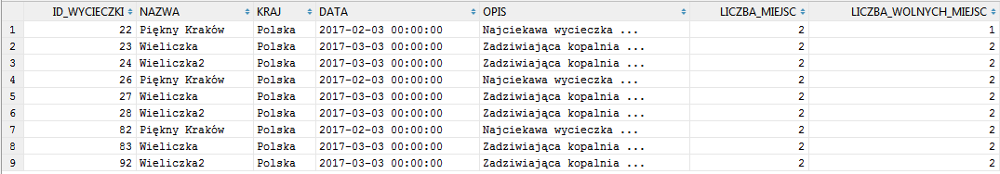 ID_WYCIECZKI NAZWA KRAJ DATA OPIS LICZBA_MIEJSC LICZBA_WOLNYCH_MIEJSC
1 22 Piękny Kraków Polska 2017-02-03 00:00:00 Najciekawa wycieczka ... 2 1
2 23 Wieliczka Polska 2017-03-03 00:00:00 Zadziwiająca kopalnia ... 2 2
3 24 Wieliczka2 Polska 2017-03-03 00:00:00 Zadziwiająca kopalnia ... 2 2
4 26 Piękny Kraków Polska 2017-02-03 00:00:00 Najciekawa wycieczka ... 2 2
5 27 Wieliczka Polska 2017-03-03 00:00:00 Zadziwiająca kopalnia ... 2 2
6 28 Wieliczka2 Polska 2017-03-03 00:00:00 Zadziwiająca kopalnia ... 2 2
7 82 Piękny Kraków Polska 2017-02-03 00:00:00 Najciekawa wycieczka ... 2 2
8 83 Wieliczka Polska 2017-03-03 00:00:00 Zadziwiająca kopalnia ... 2 2
9 92 Wieliczka2 Polska 2017-03-03 00:00:00 Zadziwiająca kopalnia ... 2 2